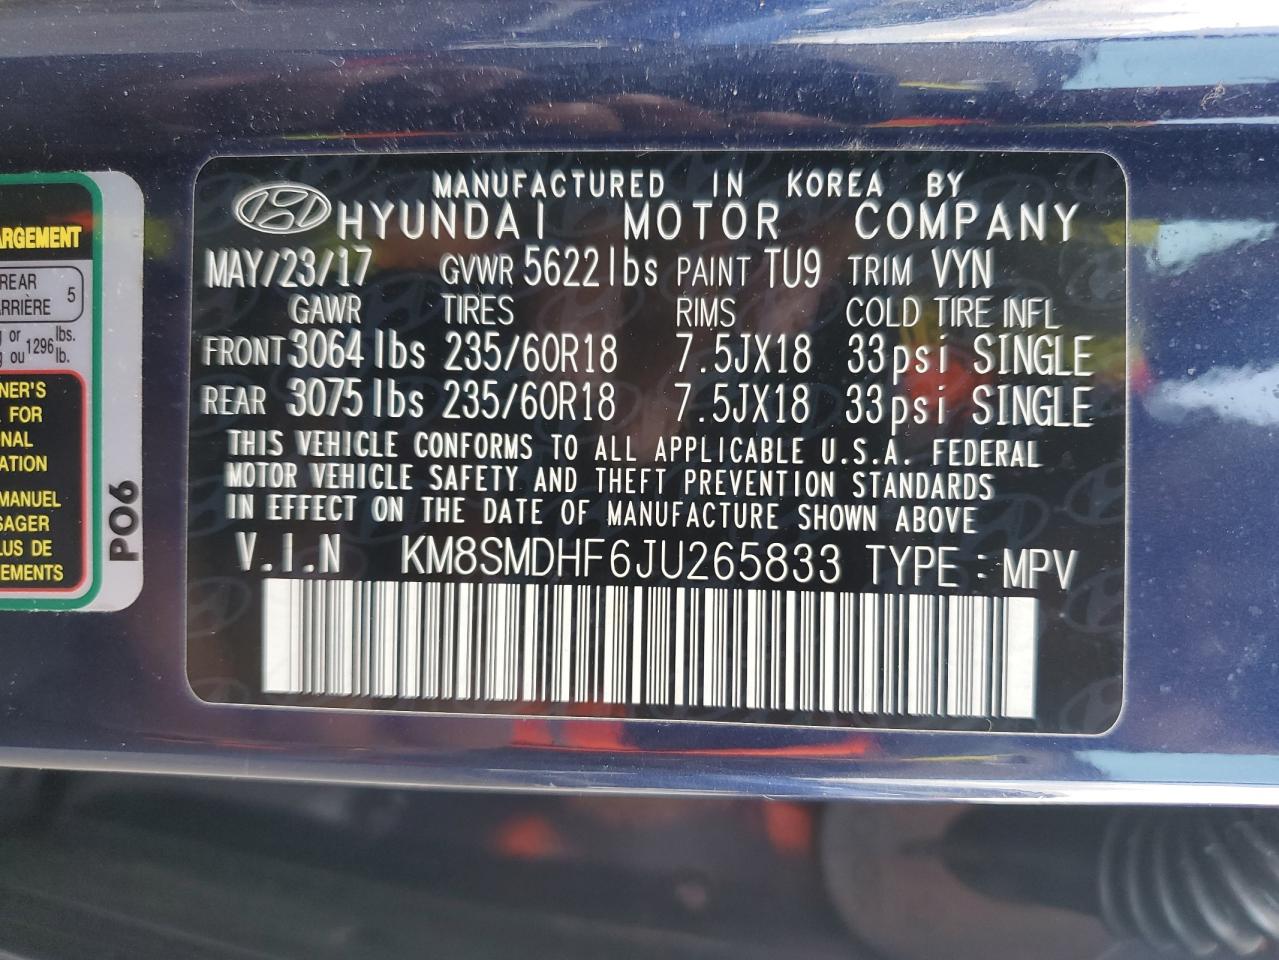 MANUFACTURED IN KOREA BY
HYUNDAI MOTOR COMPANY
MAY/23/17 GVWR 5622lbs PAINT TU9 TRIM VYN
GAWR TIRES RIMS COLD TIRE INFL
FRONT 3064lbs 235/60R18 7.5JX18 33psi SINGLE
REAR 3075lbs 235/60R18 7.5JX18 33psi SINGLE
THIS VEHICLE CONFORMS TO ALL APPLICABLE U.S.A. FEDERAL
MOTOR VEHICLE SAFETY AND THEFT PREVENTION STANDARDS
IN EFFECT ON THE DATE OF MANUFACTURE SHOWN ABOVE
V.I.N KM8SMDHF6JU265833 TYPE : MPV
ARGEMENT
REAR
ARRIÈRE 5
g or 1296 lbs.
g ou lb.
NER'S
L FOR
ONAL
ATION
MANUEL
SAGER
LUS DE
EMENTS
PO6